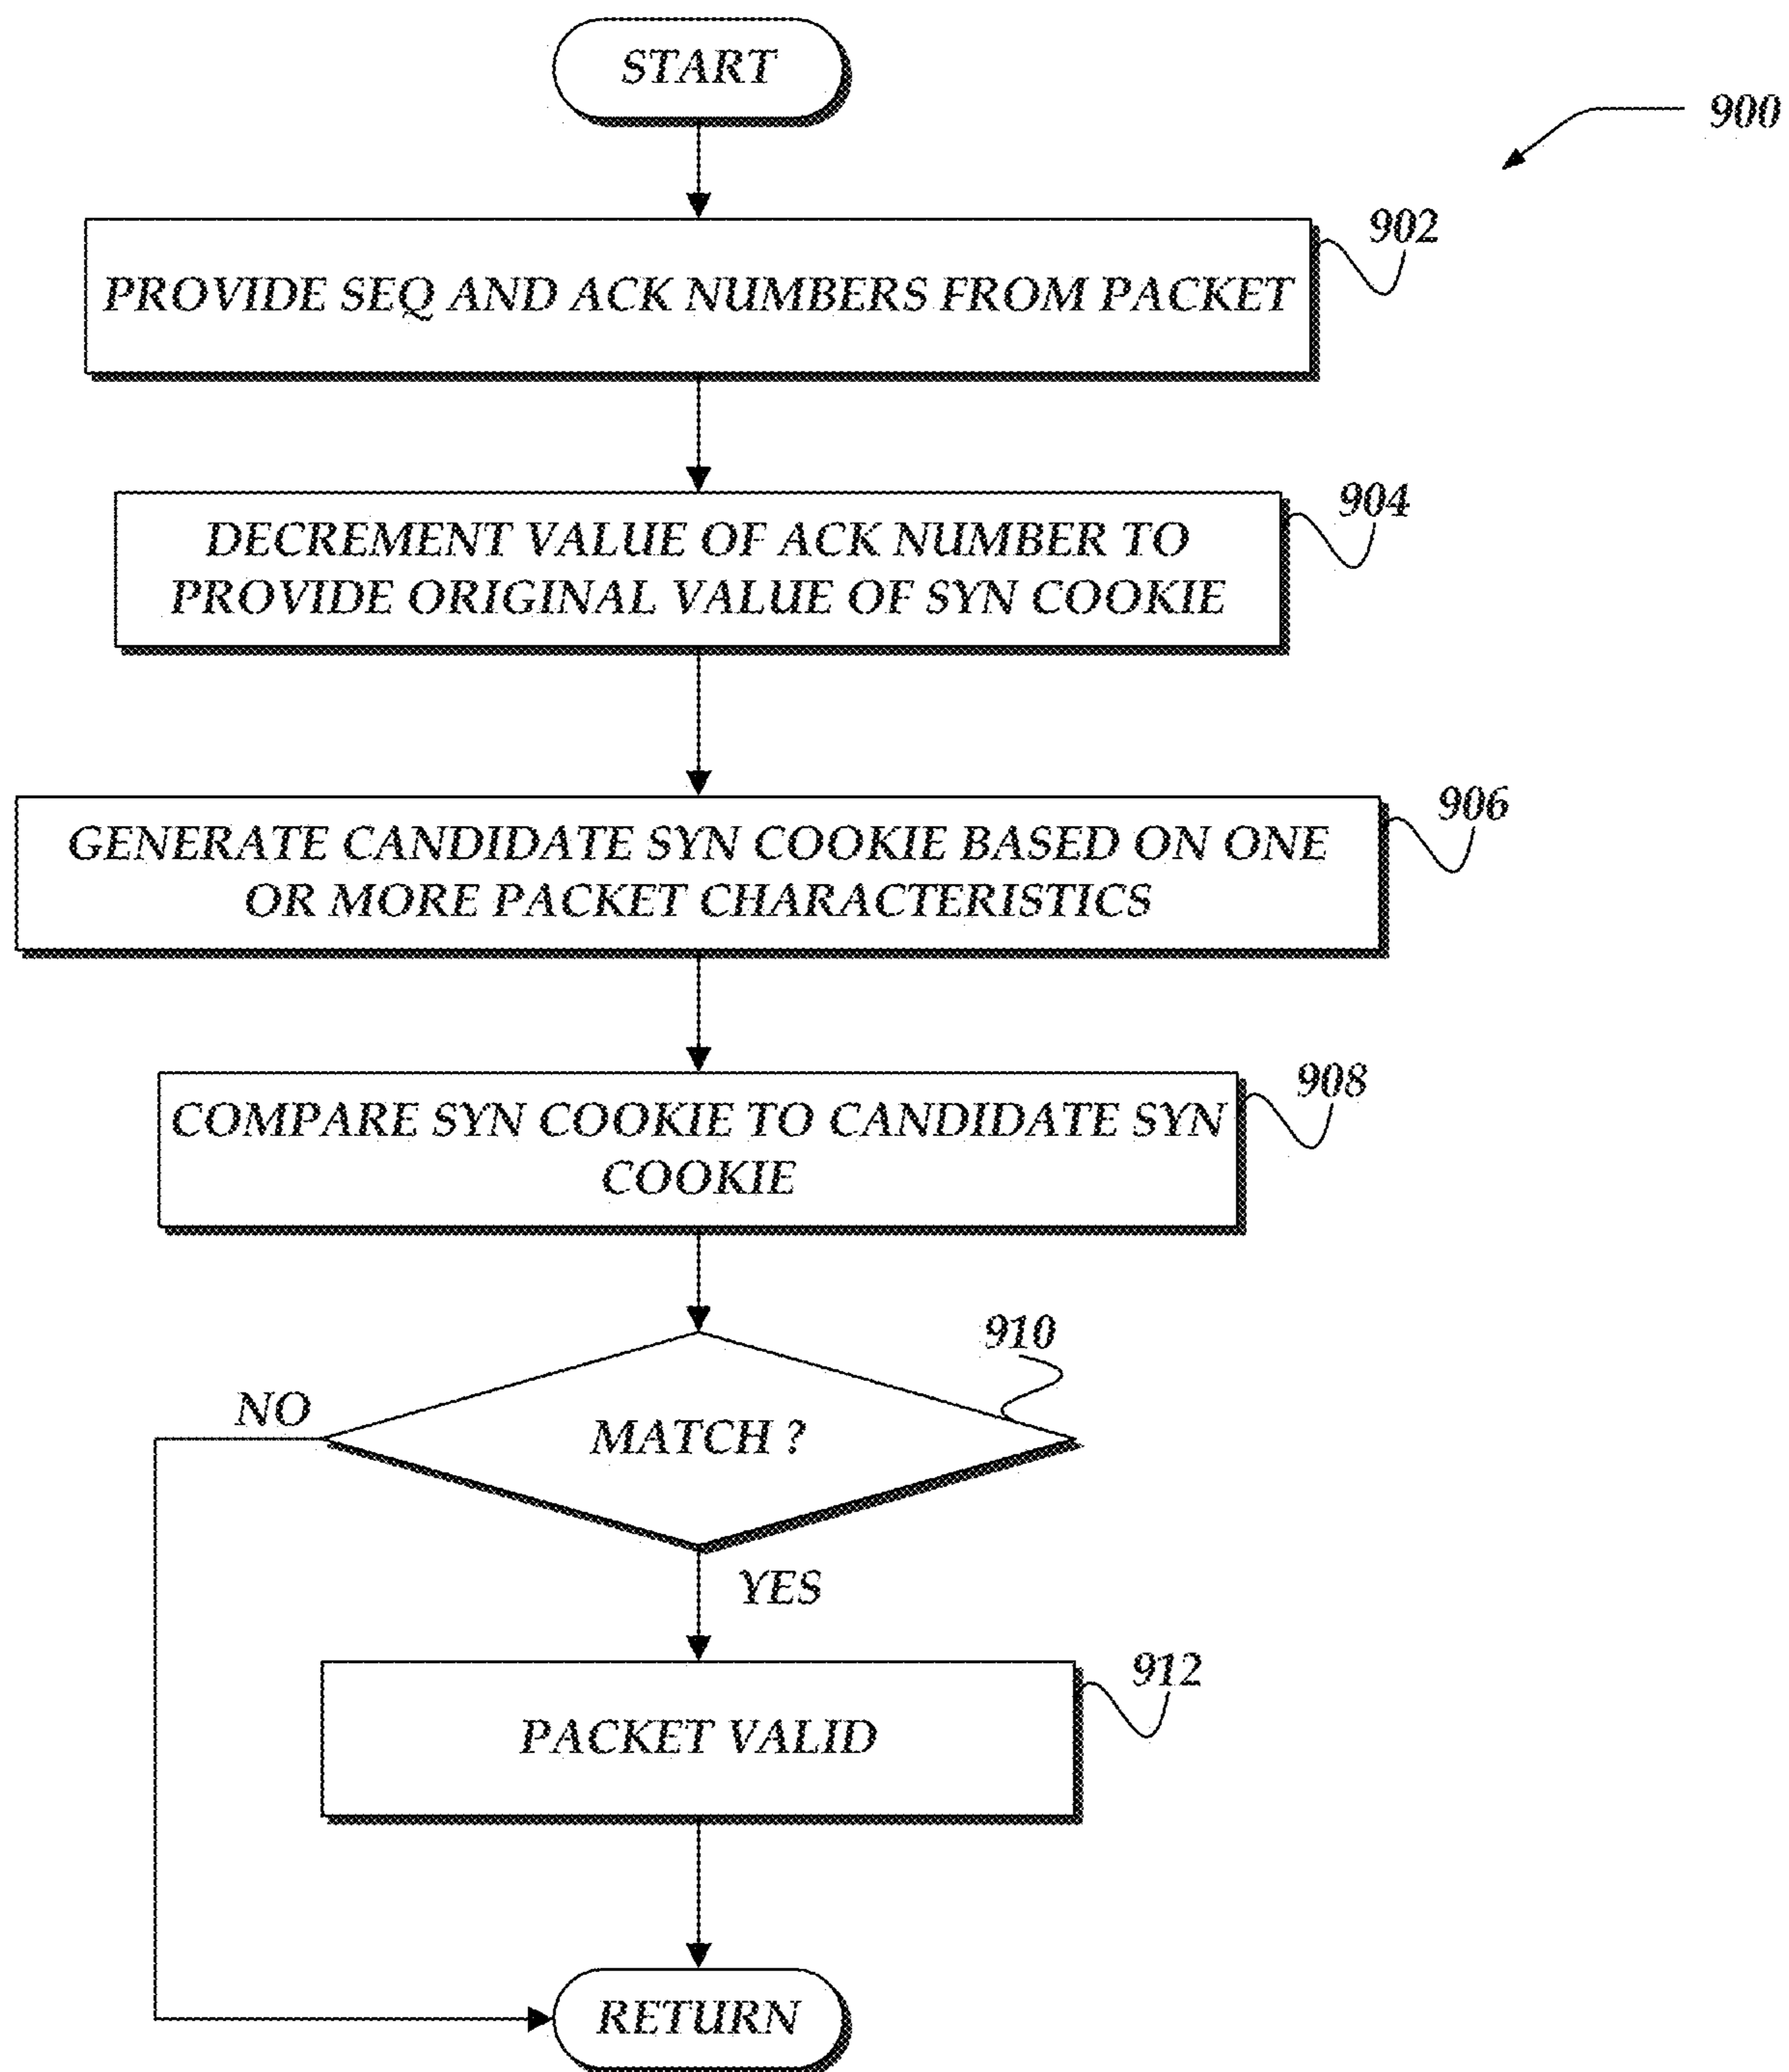 START
900
902
PROVIDE SEQ AND ACK NUMBERS FROM PACKET
904
DECREMENT VALUE OF ACK NUMBER TO
PROVIDE ORIGINAL VALUE OF SYN COOKIE
906
GENERATE CANDIDATE SYN COOKIE BASED ON ONE
OR MORE PACKET CHARACTERISTICS
908
COMPARE SYN COOKIE TO CANDIDATE SYN
COOKIE
910
NO
MATCH ?
YES
912
PACKET VALID
RETURN